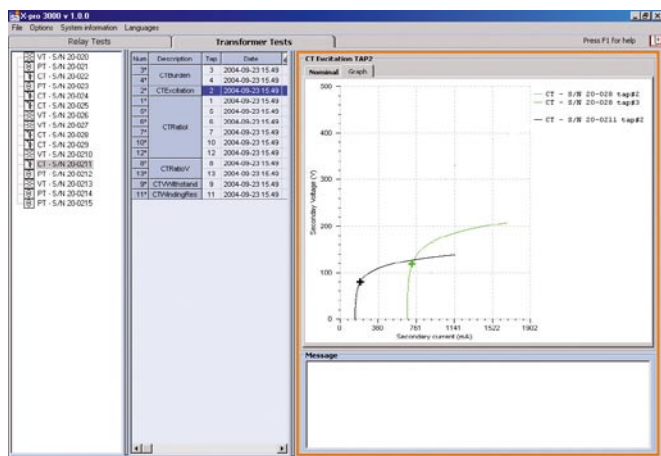 X-pro 3000 v 1.0.0
File Options System information Languages
Relay Tests
Transformer Tests
Press F1 for help
VT - S/N 20-020
PT - S/N 20-021
CT - S/N 20-022
PT - S/N 20-023
CT - S/N 20-024
CT - S/N 20-025
VT - S/N 20-026
VT - S/N 20-027
CT - S/N 20-028
CT - S/N 20-029
VT - S/N 20-0210
CT - S/N 20-0211
PT - S/N 20-0212
VT - S/N 20-0213
PT - S/N 20-0214
PT - S/N 20-0215
Num Description Tap Date
3* CTBurden 3 2004-09-23 15.49
4* 4 2004-09-23 15.49
2* CTExcitation 2 2004-09-23 15.49
1* CTRatioI 1 2004-09-23 15.49
5* 5 2004-09-23 15.49
6* 6 2004-09-23 15.49
7* 7 2004-09-23 15.49
10* 10 2004-09-23 15.49
12* 12 2004-09-23 15.49
8* CTRatioV 8 2004-09-23 15.49
13* 13 2004-09-23 15.49
9* CTVWithstand 9 2004-09-23 15.49
11* CTWindingRes 11 2004-09-23 15.49
CT Excitation TAP2
Nominal Graph
CT - S/N 20-028 tap#2
CT - S/N 20-028 tap#3
CT - S/N 20-0211 tap#2
500
400
300
200
100
0
Seconday Voltage (V)
0 380 761 1141 1522 1902
Secondary current (mA)
Message